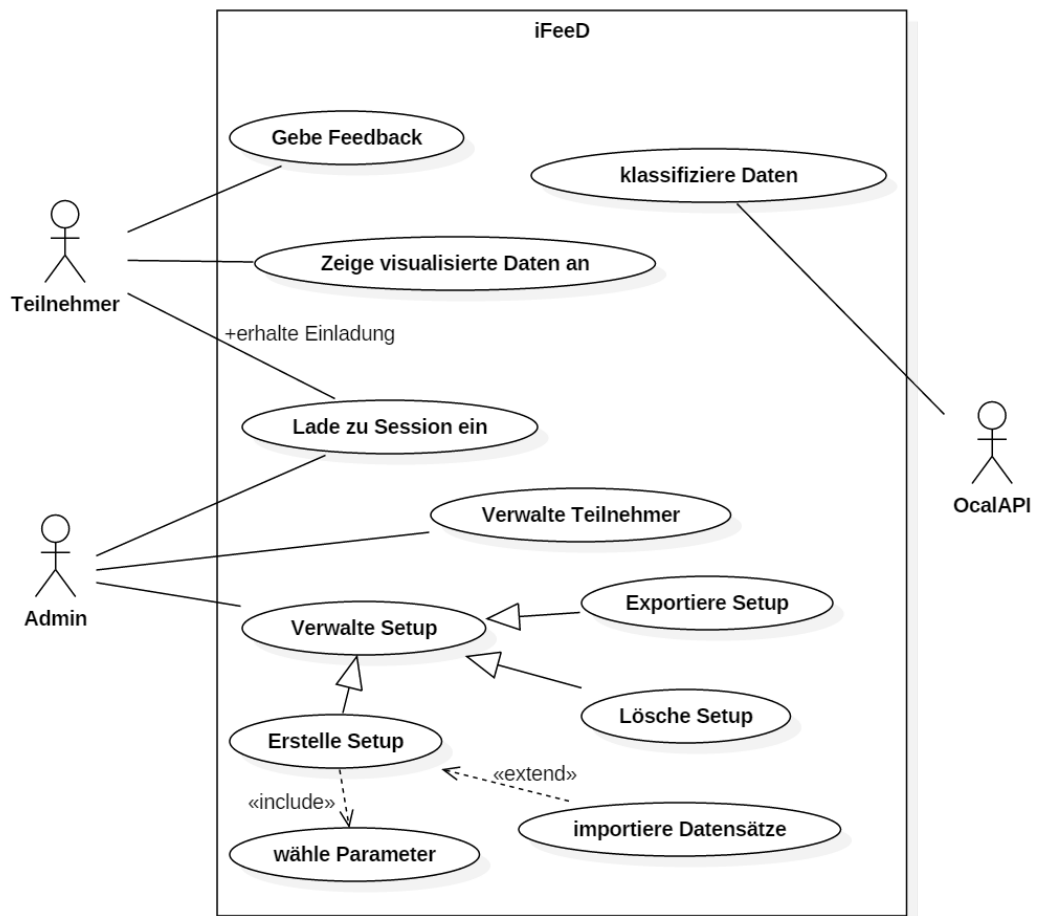 iFeeD
Gebe Feedback
klassifiziere Daten
Zeige visualisierte Daten an
Teilnehmer
+erhalte Einladung
Lade zu Session ein
OcalAPI
Verwalte Teilnehmer
Admin
Exportiere Setup
Verwalte Setup
Lösche Setup
Erstelle Setup
«extend»
«include»
importiere Datensätze
wähle Parameter